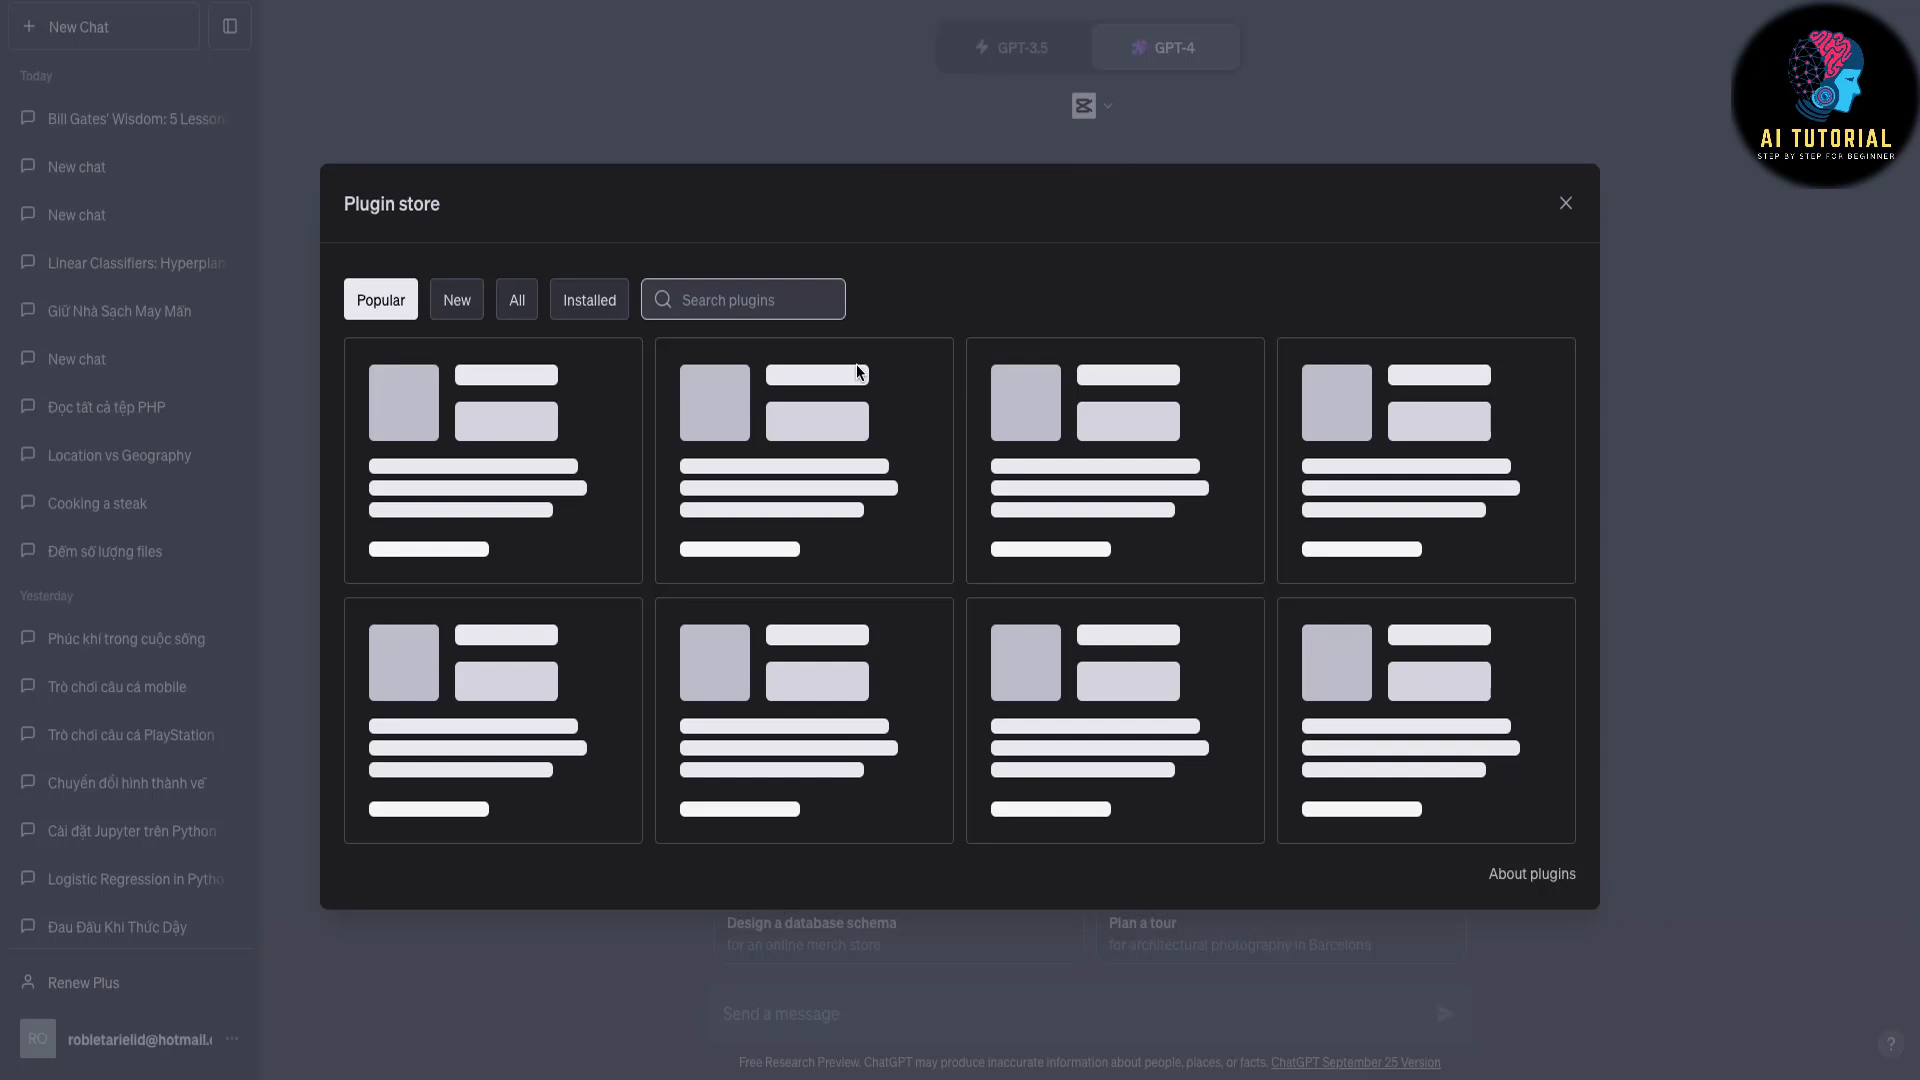 New Chat
Today
Bill Gates' Wisdom: 5 Lesson
New chat
New chat
Linear Classifiers: Hyperplan
Giữ Nhà Sạch May Mắn
New chat
Đọc tất cả tệp PHP
Location vs Geography
Cooking a steak
Đếm số lượng files
Yesterday
Phúc khí trong cuộc sống
Trò chơi câu cá mobile
Trò chơi câu cá PlayStation
Chuyển đổi hình thành ve
Cài đặt Jupyter trên Python
Logistic Regression in Pytho
Đau Đầu Khi Thức Dậy
Renew Plus
RO
robletarielid@hotmail.c
GPT-3.5
GPT-4
AI TUTORIAL
STEP BY STEP FOR BEGINNER
Plugin store
Popular
New
All
Installed
Search plugins
About plugins
Design a database schema
for an online merch store
Plan a tour
for architectural photography in Barcelona
Send a message
Free Research Preview. ChatGPT may produce inaccurate information about people, places, or facts. ChatGPT September 25 Version
?